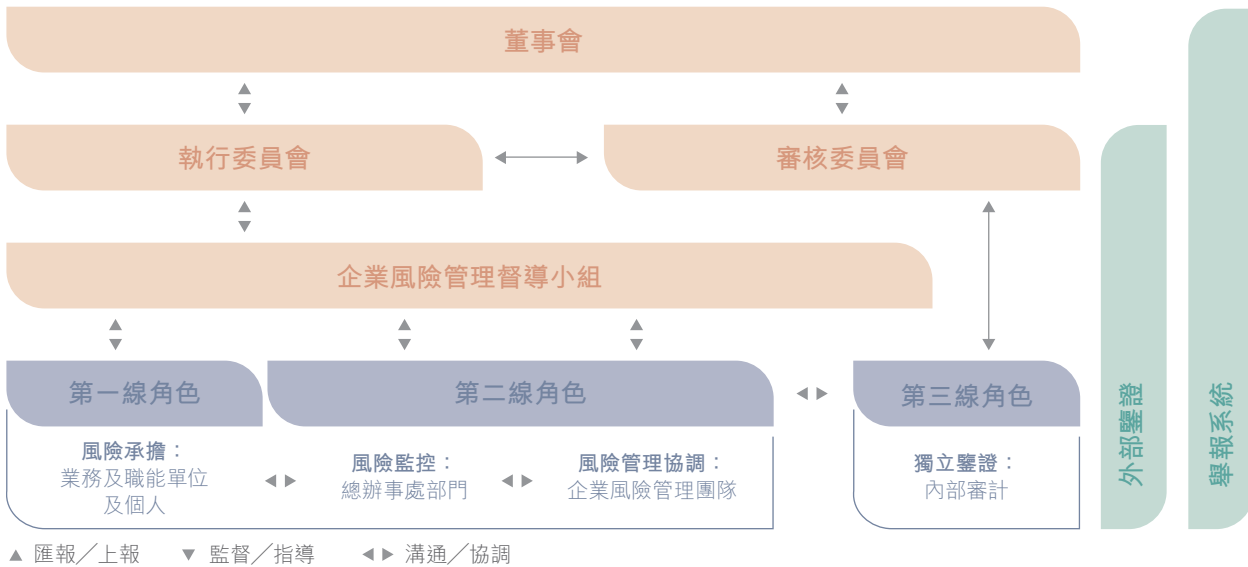 董事會
執行委員會
審核委員會
企業風險管理督導小組
第一線角色
第二線角色
第三線角色
風險承擔：
業務及職能單位
及個人
風險監控：
總辦事處部門
風險管理協調：
企業風險管理團隊
獨立鑒證：
內部審計
外部鑒證
舉報系統
▲ 匯報／上報 ▼ 監督／指導 ◀▶ 溝通／協調